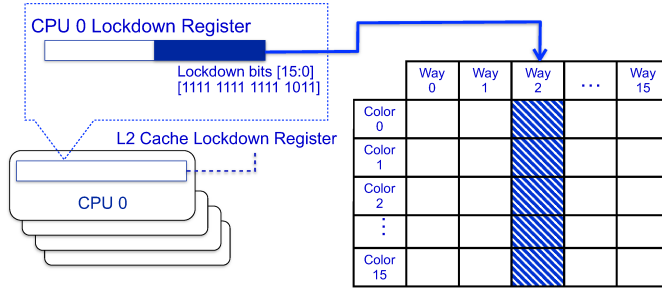 CPU 0 Lockdown Register
Lockdown bits [15:0]
[1111 1111 1111 1011]
L2 Cache Lockdown Register
CPU 0
Way 0
Way 1
Way 2
...
Way 15
Color 0
Color 1
Color 2
⋮
Color 15